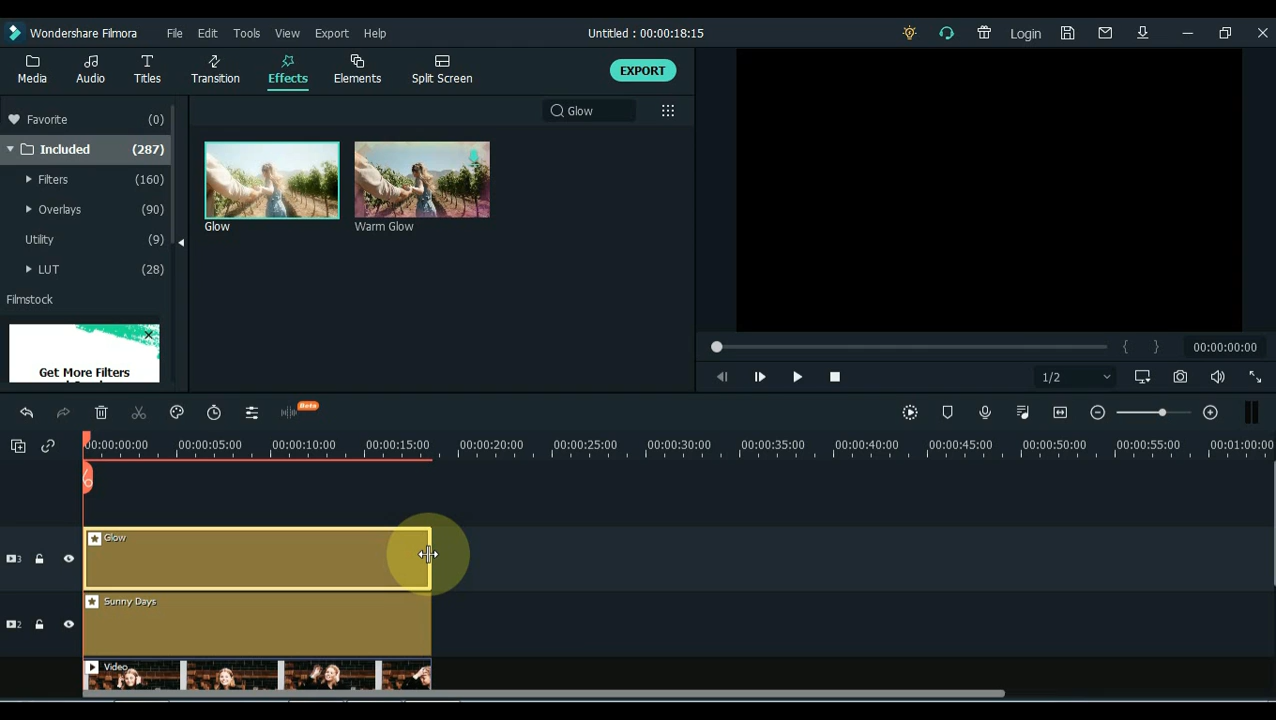 Wondershare Filmora File Edit Tools View Export Help Untitled : 00:00:18:15 Login
Media Audio Titles Transition Effects Elements Split Screen EXPORT
Favorite (0)
Included (287)
Filters (160)
Overlays (90)
Utility (9)
LUT (28)
Filmstock
Get More Filters
Glow
Glow Warm Glow
{ } 00:00:00:00
1/2
Beta
00:00:00:00 00:00:05:00 00:00:10:00 00:00:15:00 00:00:20:00 00:00:25:00 00:00:30:00 00:00:35:00 00:00:40:00 00:00:45:00 00:00:50:00 00:00:55:00 00:01:00:00
3 Glow
2 Sunny Days
Video